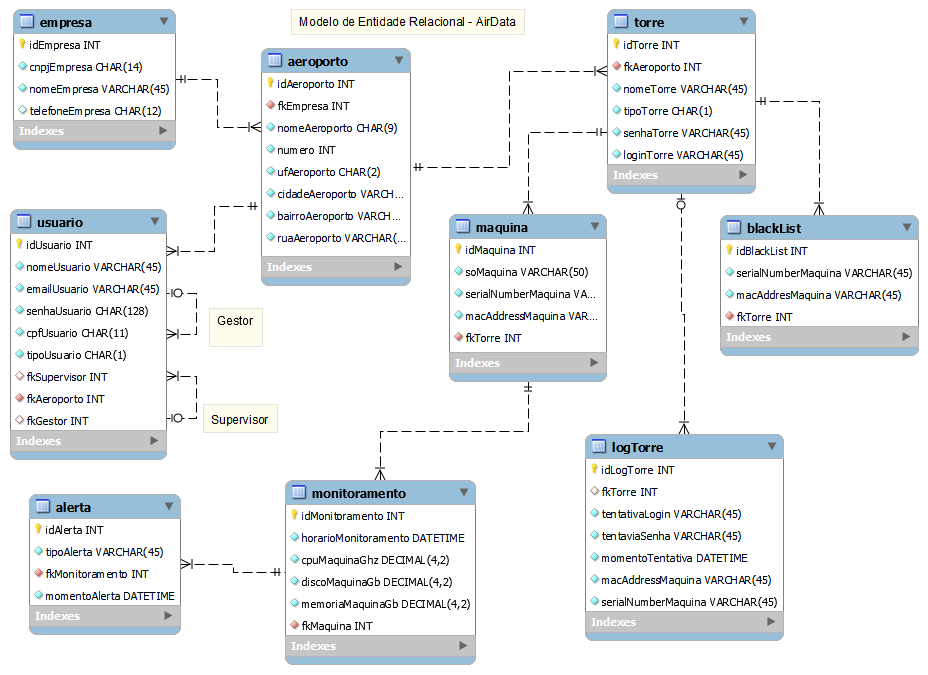 Modelo de Entidade Relacional - AirData
empresa
idEmpresa INT
cnpjEmpresa CHAR(14)
nomeEmpresa VARCHAR(45)
telefoneEmpresa CHAR(12)
Indexes
aeroporto
idAeroporto INT
fkEmpresa INT
nomeAeroporto CHAR(9)
numero INT
ufAeroporto CHAR(2)
cidadeAeroporto VARCH...
bairroAeroporto VARCH...
ruaAeroporto VARCHAR(...
Indexes
torre
idTorre INT
fkAeroporto INT
nomeTorre VARCHAR(45)
tipoTorre CHAR(1)
senhaTorre VARCHAR(45)
loginTorre VARCHAR(45)
Indexes
usuario
idUsuario INT
nomeUsuario VARCHAR(45)
emailUsuario VARCHAR(45)
senhaUsuario CHAR(128)
cpfUsuario CHAR(11)
tipoUsuario CHAR(1)
fkSupervisor INT
fkAeroporto INT
fkGestor INT
Indexes
Gestor
Supervisor
maquina
idMaquina INT
soMaquina VARCHAR(50)
serialNumberMaquina VA...
macAddressMaquina VAR...
fkTorre INT
Indexes
blackList
idBlackList INT
serialNumberMaquina VARCHAR(45)
macAddresMaquina VARCHAR(45)
fkTorre INT
Indexes
alerta
idAlerta INT
tipoAlerta VARCHAR(45)
fkMonitoramento INT
momentoAlerta DATETIME
Indexes
monitoramento
idMonitoramento INT
horarioMonitoramento DATETIME
cpuMaquinaGhz DECIMAL(4,2)
discoMaquinaGb DECIMAL(4,2)
memoriaMaquinaGb DECIMAL(4,2)
fkMaquina INT
Indexes
logTorre
idLogTorre INT
fkTorre INT
tentativaLogin VARCHAR(45)
tentaviaSenha VARCHAR(45)
momentoTentativa DATETIME
macAddressMaquina VARCHAR(45)
serialNumberMaquina VARCHAR(45)
Indexes